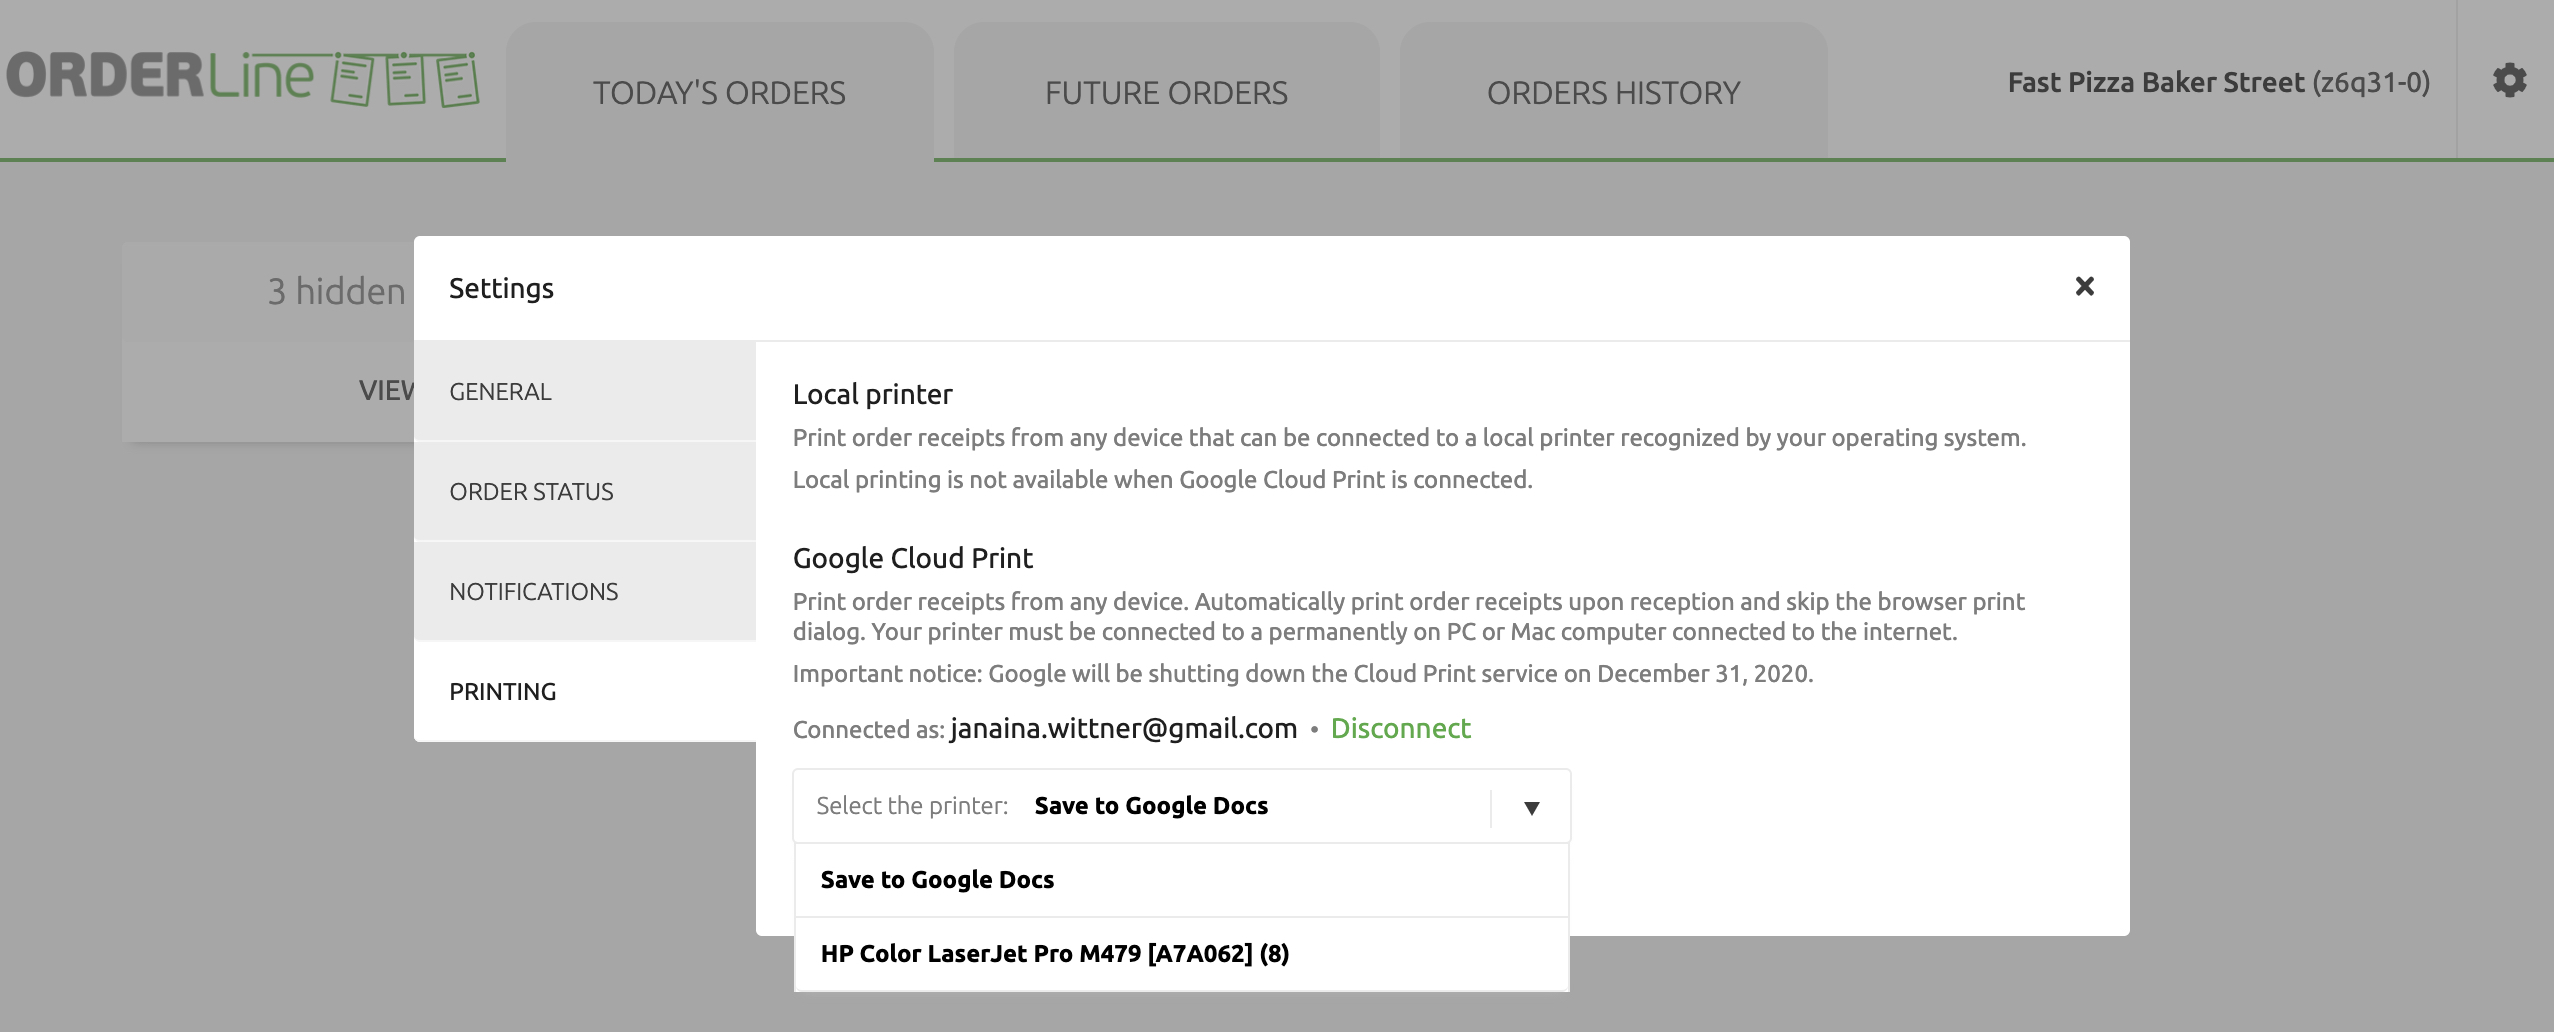 ORDERLine
TODAY'S ORDERS
FUTURE ORDERS
ORDERS HISTORY
Fast Pizza Baker Street (z6q31-0)
3 hidden
VIEW
Settings
GENERAL
ORDER STATUS
NOTIFICATIONS
PRINTING
Local printer
Print order receipts from any device that can be connected to a local printer recognized by your operating system.
Local printing is not available when Google Cloud Print is connected.
Google Cloud Print
Print order receipts from any device. Automatically print order receipts upon reception and skip the browser print
dialog. Your printer must be connected to a permanently on PC or Mac computer connected to the internet.
Important notice: Google will be shutting down the Cloud Print service on December 31, 2020.
Connected as: janaina.wittner@gmail.com • Disconnect
Select the printer: Save to Google Docs ▼
Save to Google Docs
HP Color LaserJet Pro M479 [A7A062] (8)